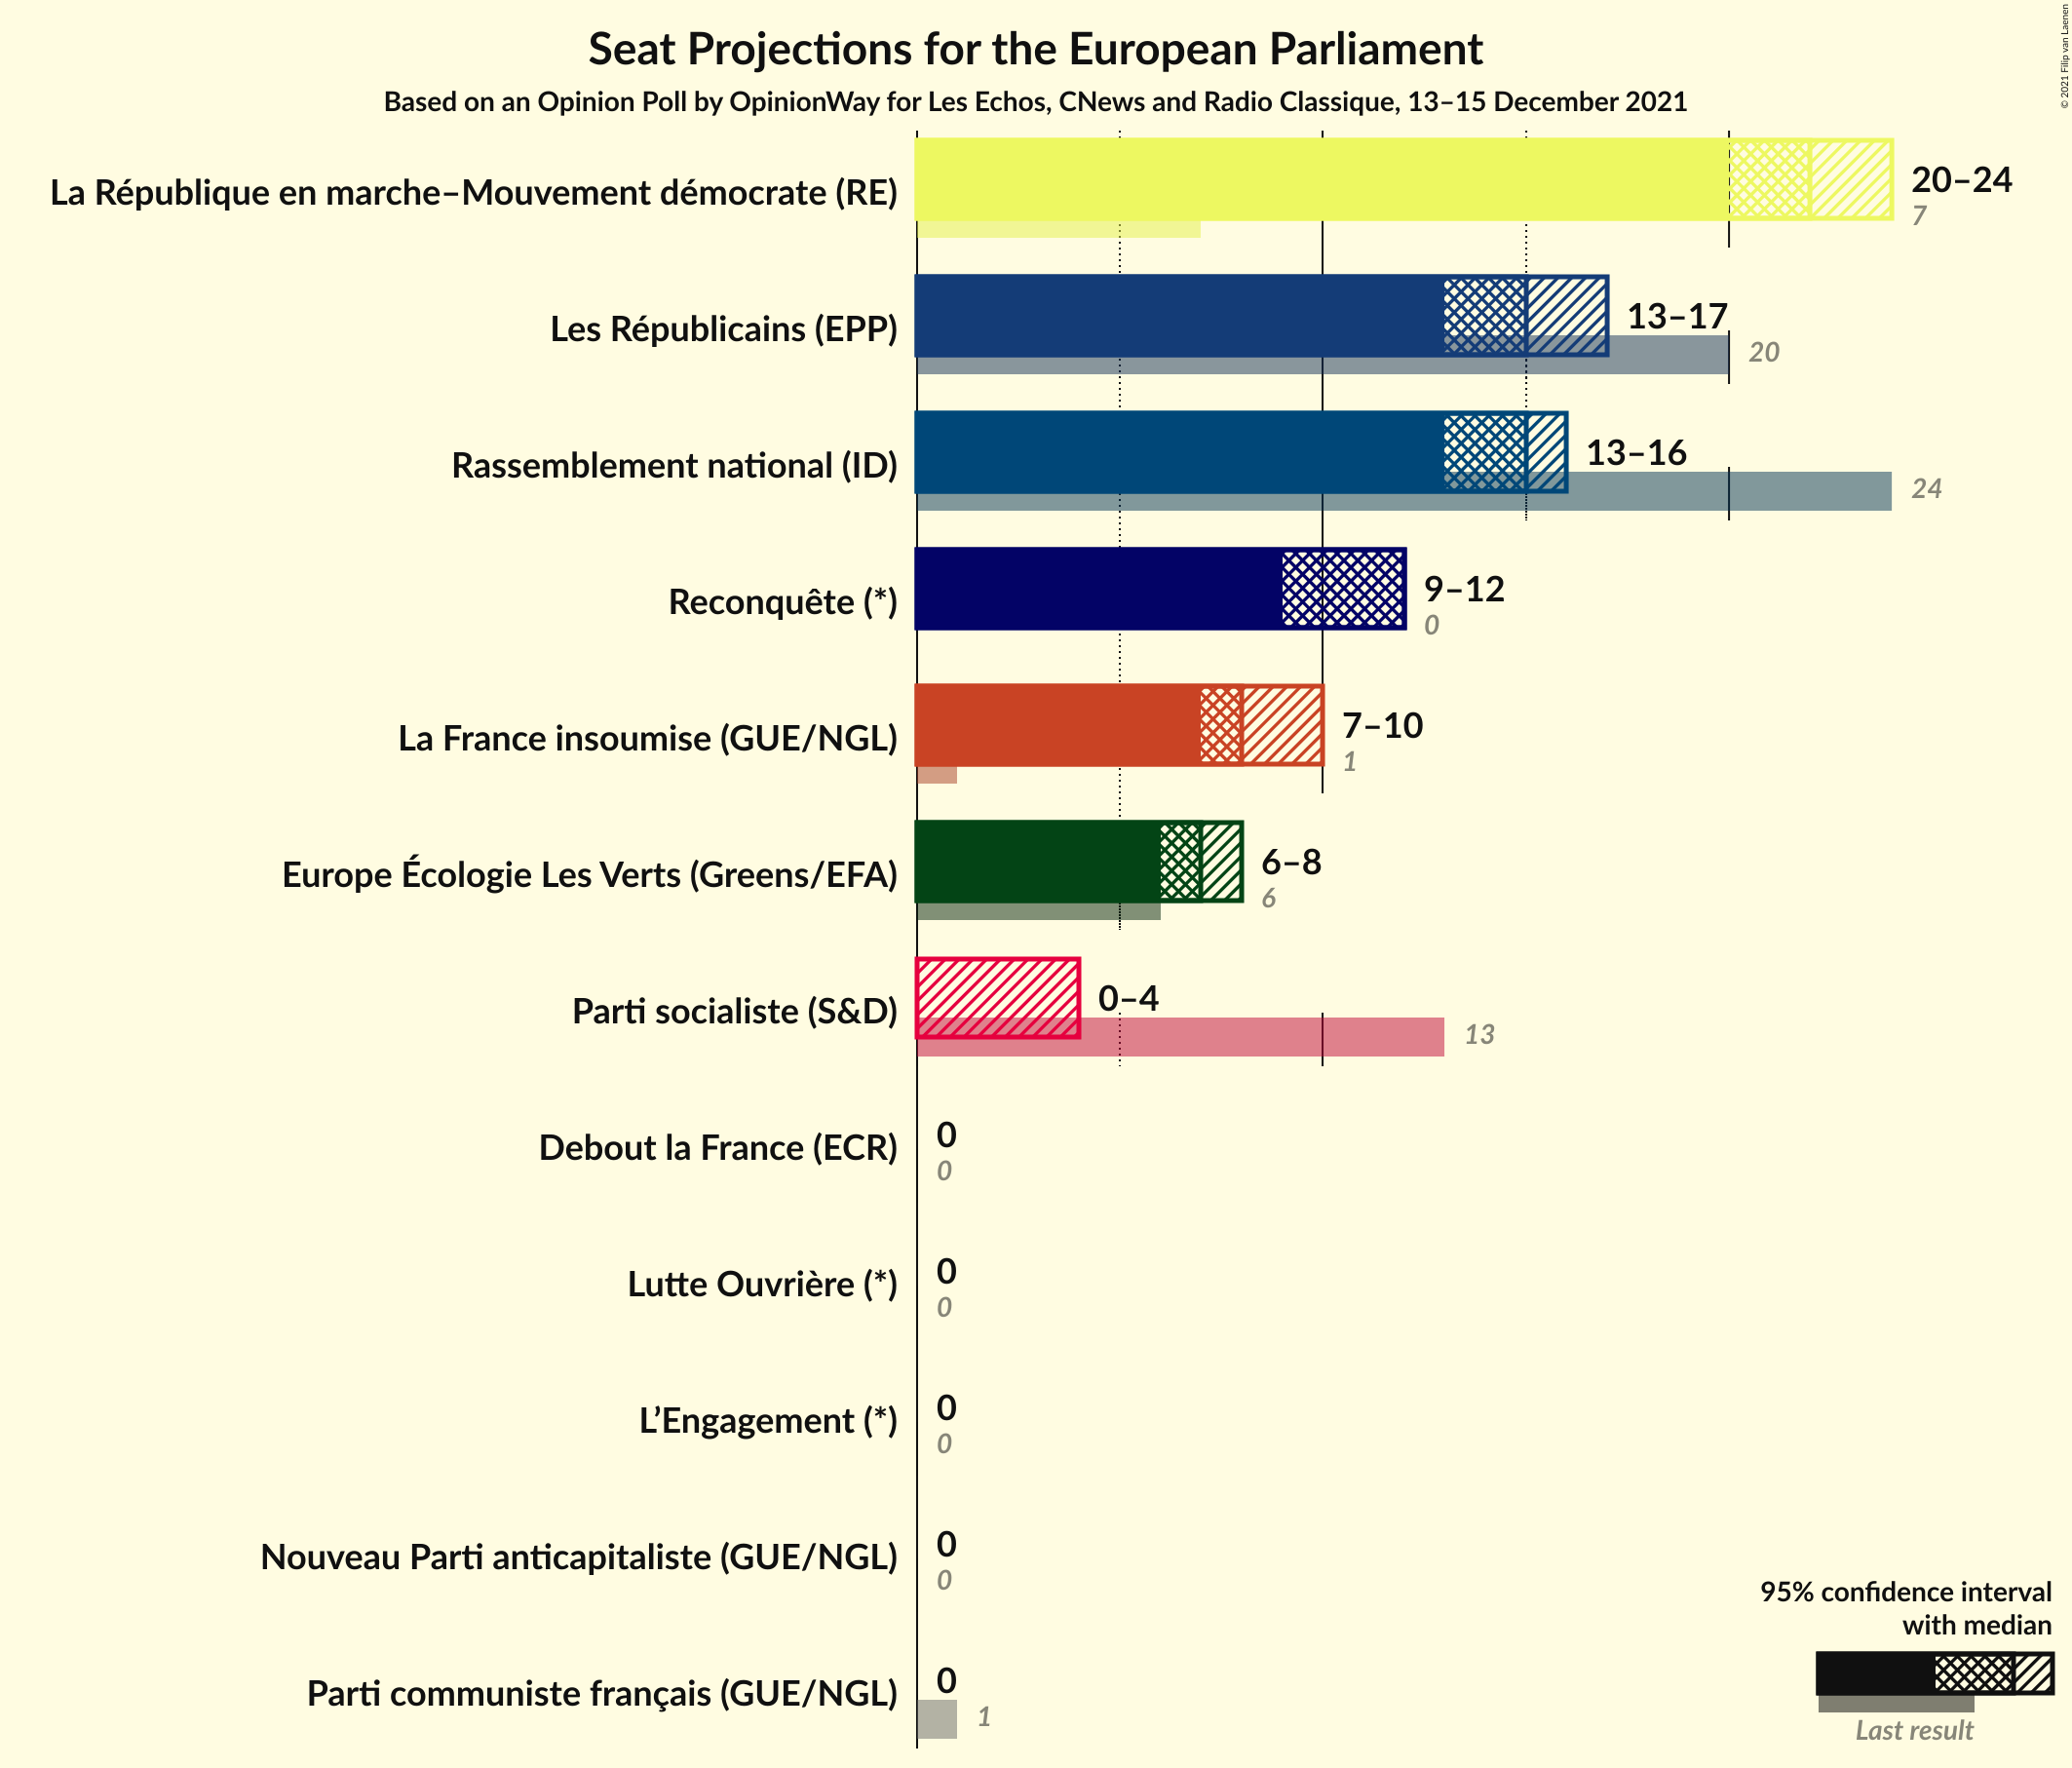 Seat Projections for the European Parliament
Based on an Opinion Poll by OpinionWay for Les Echos, CNews and Radio Classique, 13–15 December 2021
© 2021 Filip van Laenen
La République en marche–Mouvement démocrate (RE)
20–24
7
Les Républicains (EPP)
13–17
20
Rassemblement national (ID)
13–16
24
Reconquête (*)
9–12
0
La France insoumise (GUE/NGL)
7–10
1
Europe Écologie Les Verts (Greens/EFA)
6–8
6
Parti socialiste (S&D)
0–4
13
Debout la France (ECR)
0
0
Lutte Ouvrière (*)
0
0
L’Engagement (*)
0
0
Nouveau Parti anticapitaliste (GUE/NGL)
0
0
Parti communiste français (GUE/NGL)
0
1
95% confidence interval
with median
Last result